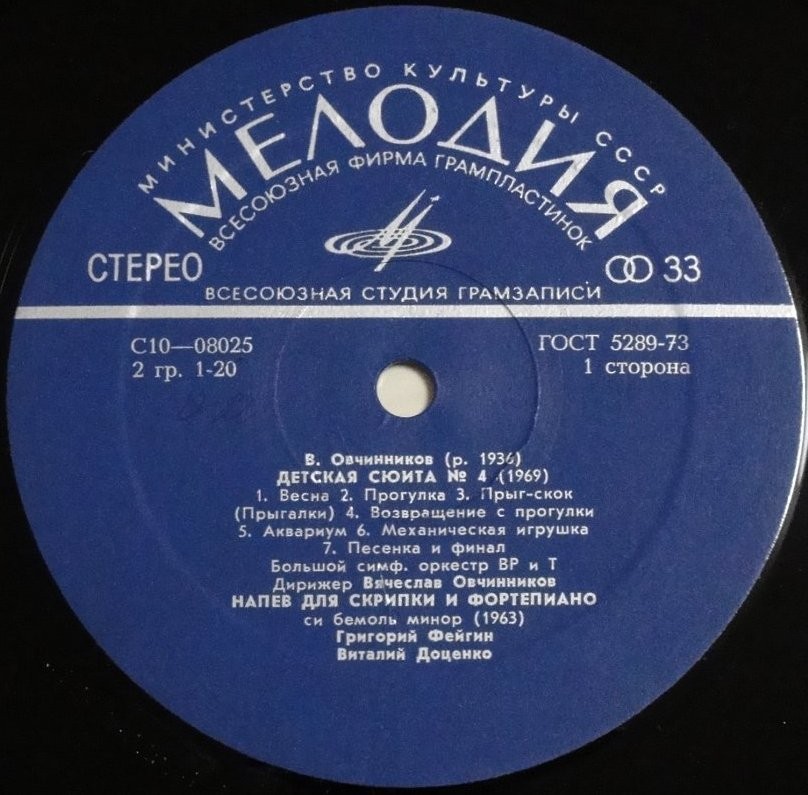 МИНИСТЕРСТВО КУЛЬТУРЫ СССР
МЕЛОДИЯ
ВСЕСОЮЗНАЯ ФИРМА ГРАМПЛАСТИНОК
СТЕРЕО
33
ВСЕСОЮЗНАЯ СТУДИЯ ГРАМЗАПИСИ
С10—08025
ГОСТ 5289-73
2 гр. 1-20
1 сторона
В. Овчинников (р. 1936)
ДЕТСКАЯ СЮИТА № 4 (1969)
1. Весна 2. Прогулка 3. Прыг-скок
(Прыгалки) 4. Возвращение с прогулки
5. Аквариум 6. Механическая игрушка
7. Песенка и финал
Большой симф. оркестр ВР и Т
Дирижер Вячеслав Овчинников
НАПЕВ ДЛЯ СКРИПКИ И ФОРТЕПИАНО
си бемоль минор (1963)
Григорий Фейгин
Виталий Доценко